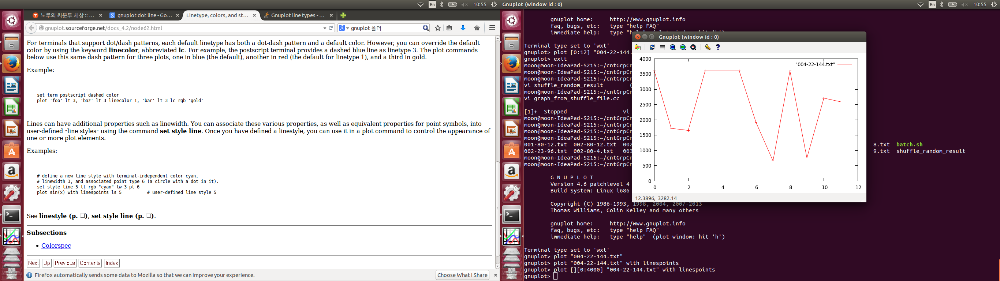 En
10:55
Gnuplot (window id : 0)
En
10:55
노루의 씨분투 세상 :: ...
gnuplot dot line - Go...
Linetype, colors, and st...
Gnuplot line types - ...
gnuplot.sourceforge.net/docs_4.2/node62.html
gnuplot 폴더
For terminals that support dot/dash patterns, each default linetype has both a dot-dash pattern and a default color. However, you can override the default
color by using the keyword linecolor, abbreviated lc. For example, the postscript terminal provides a dashed blue line as linetype 3. The plot commands
below use this same dash pattern for three plots, one in blue (the default), another in red (the default for linetype 1), and a third in gold.
Example:
set term postscript dashed color
plot 'foo' lt 3, 'baz' lt 3 linecolor 1, 'bar' lt 3 lc rgb 'gold'
Lines can have additional properties such as linewidth. You can associate these various properties, as well as equivalent properties for point symbols, into
user-defined "line styles" using the command set style line. Once you have defined a linestyle, you can use it in a plot command to control the appearance of
one or more plot elements.
Examples:
# define a new line style with terminal-independent color cyan,
# linewidth 3, and associated point type 6 (a circle with a dot in it).
set style line 5 lt rgb "cyan" lw 3 pt 6
plot sin(x) with linespoints ls 5 # user-defined line style 5
See linestyle (p. ), set style line (p. ).
Subsections
Colorspec
Next Up Previous Contents Index
Firefox automatically sends some data to Mozilla so that we can improve your experience.
Choose What I Share
gnuplot home: http://www.gnuplot.info
faq, bugs, etc: type "help FAQ"
immediate help: type
Terminal type set to 'wxt'
gnuplot> plot [0:12] "004-22-144.
gnuplot> exit
moon@moon-IdeaPad-S215:~/cntGrpCn
moon@moon-IdeaPad-S215:~/cntGrpCn
moon@moon-IdeaPad-S215:~/cntGrpCn
vi shuffle_random_result (
moon@moon-IdeaPad-S215:~/cntGrpCn
vi graph_from_shuffle_file.cc
[1]+ Stopped vi
moon@moon-IdeaPad-S215:~/cntGrpCn
moon@moon-IdeaPad-S215:~/cntGrpCn
moon@moon-IdeaPad-S215:~/cntGrpCn
moon@moon-IdeaPad-S215:~/cntGrpCn
001-80-12.txt 002-80-12.txt 002 8.txt batch.sh
002-23-96.txt 002-80-4.txt 003 9.txt shuffle_random_result
moon@moon-IdeaPad-S215:~/cntGrpCn
moon@moon-IdeaPad-S215:~/cntGrpCn
G N U P L O T
Version 4.6 patchlevel 4
Build System: Linux i686
Copyright (C) 1986-1993, 1998, 2004, 2007-2013
Thomas Williams, Colin Kelley and many others
gnuplot home: http://www.gnuplot.info
faq, bugs, etc: type "help FAQ"
immediate help: type "help" (plot window: hit 'h')
Terminal type set to 'wxt'
gnuplot> plot "004-22-144.txt"
gnuplot> plot "004-22-144.txt" with linespoints
gnuplot> plot [][0:4000] "004-22-144.txt" with linespoints
gnuplot>
Gnuplot (window id : 0)
"004-22-144.txt"
4000
3500
3000
2500
2000
1500
1000
500
0
0 2 4 6 8 10 12
12.3896, 3282.14